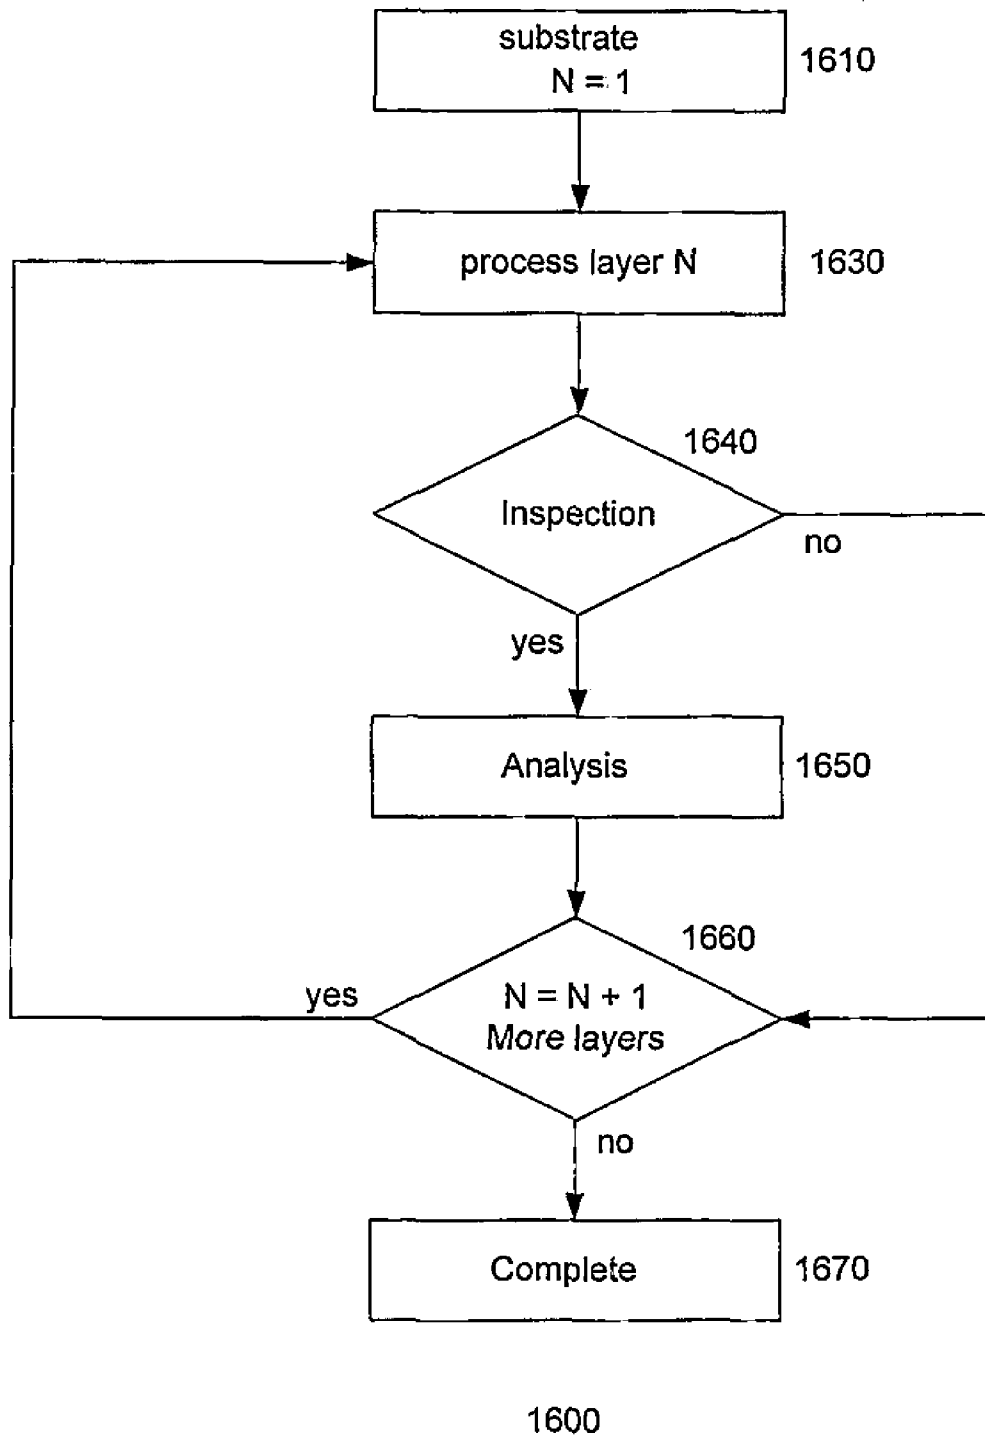 substrate
N = 1
1610
process layer N
1630
1640
Inspection
no
yes
Analysis
1650
1660
yes
N = N + 1
More layers
no
Complete
1670
1600